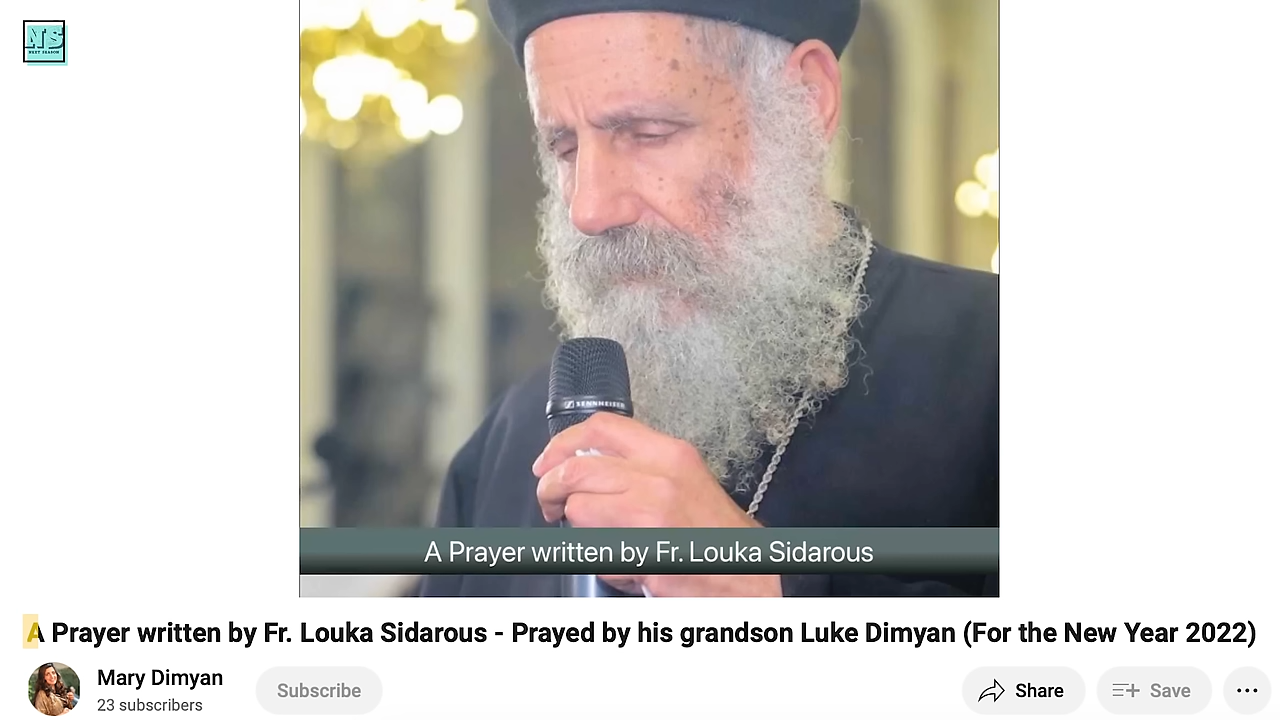 NS
NEXT SEASON
SENNHEISER
A Prayer written by Fr. Louka Sidarous
A Prayer written by Fr. Louka Sidarous - Prayed by his grandson Luke Dimyan (For the New Year 2022)
Mary Dimyan
23 subscribers
Subscribe
Share
Save